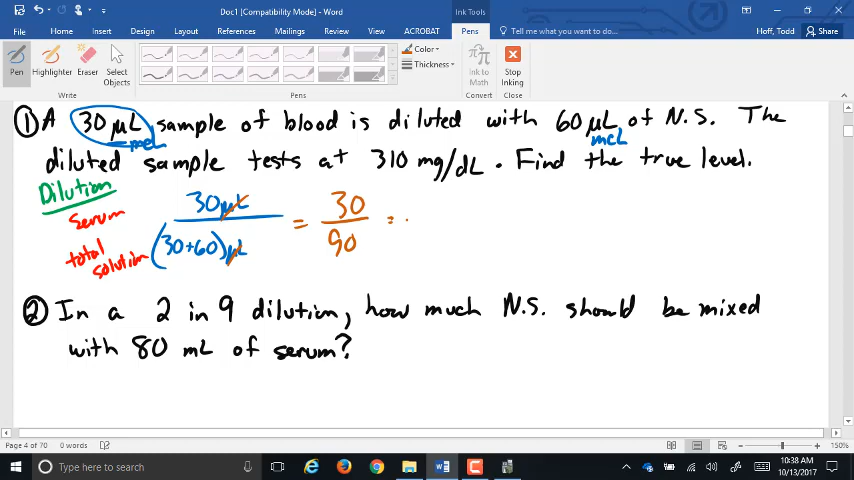 Doc1 [Compatibility Mode] - Word
Ink Tools
File Home Insert Draw Design Layout References Mailings Review View ACROBAT Pens Tell me what you want to do... Hoff, Todd Share
Pen Highlighter Eraser Select Objects
Color
Thickness
Ink to Math Stop Inking
Write Pens Convert Close
① A 30 μL sample of blood is diluted with 60 μL of N.S. The
mcL mcL
diluted sample tests at 310 mg/dL. Find the true level.
Dilution
serum 30μL = 30 =
total solution (30+60)μL 90
② In a 2 in 9 dilution, how much N.S. should be mixed
with 80 mL of serum?
Page 4 of 70 0 words 150%
Type here to search
10:38 AM
10/13/2017